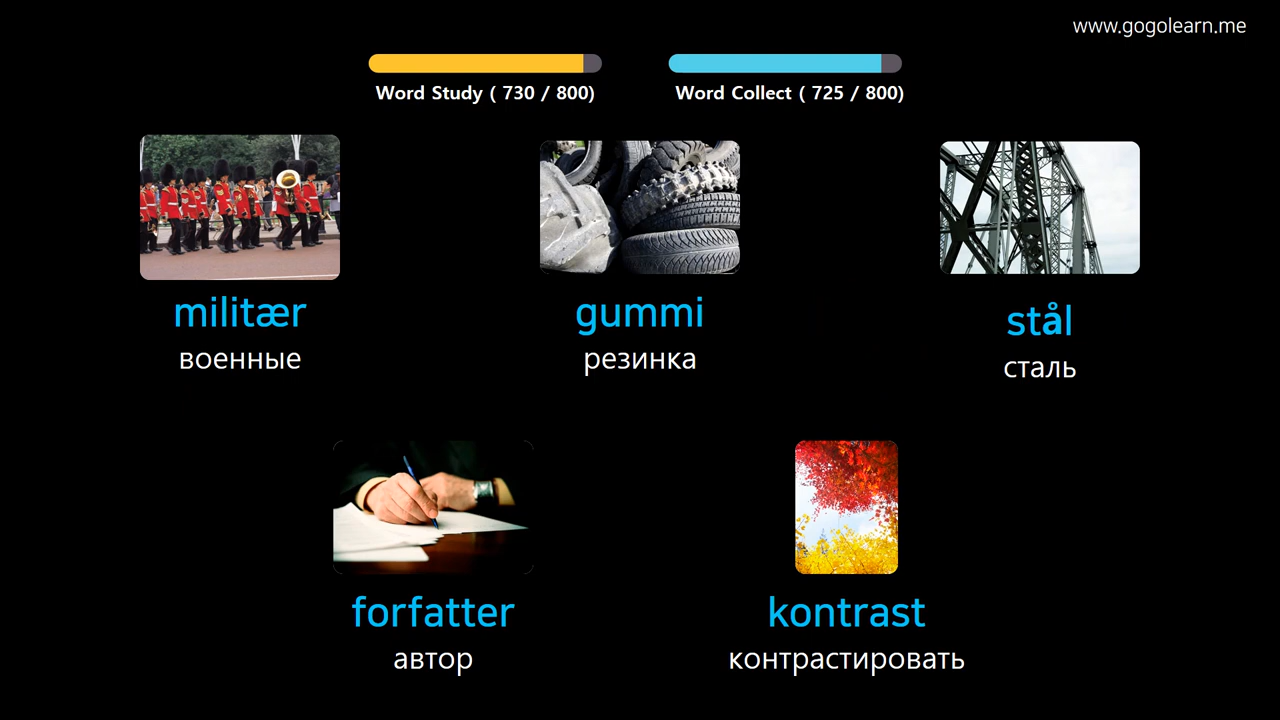 www.gogolearn.me
Word Study ( 730 / 800)
Word Collect ( 725 / 800)
militær
военные
gummi
резинка
stål
сталь
forfatter
автор
kontrast
контрастировать